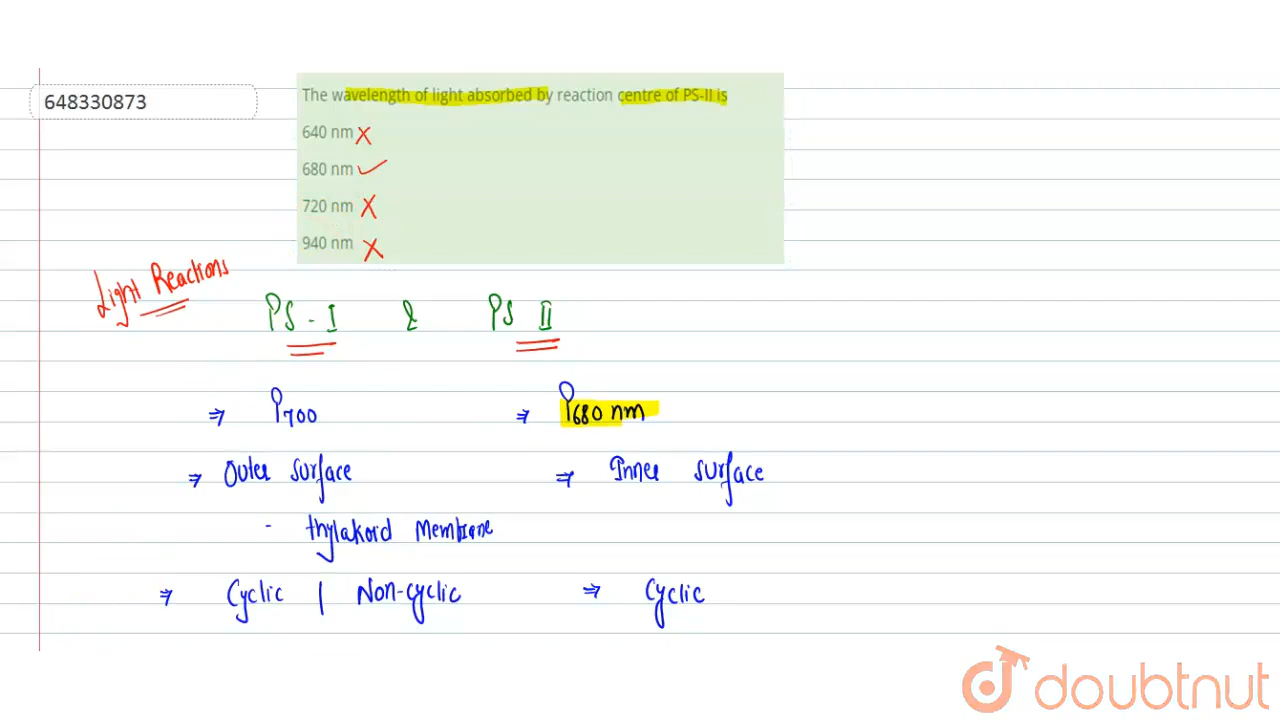 648330873
The wavelength of light absorbed by reaction centre of PS-II is
640 nm X
680 nm ✓
720 nm X
940 nm X
Light Reactions
PS - I & PS II
⇒ P700 ⇒ P680 nm
⇒ Outer Surface ⇒ Inner Surface
- thylakoid Membrane
⇒ Cyclic | Non-cyclic ⇒ Cyclic
doubtnut